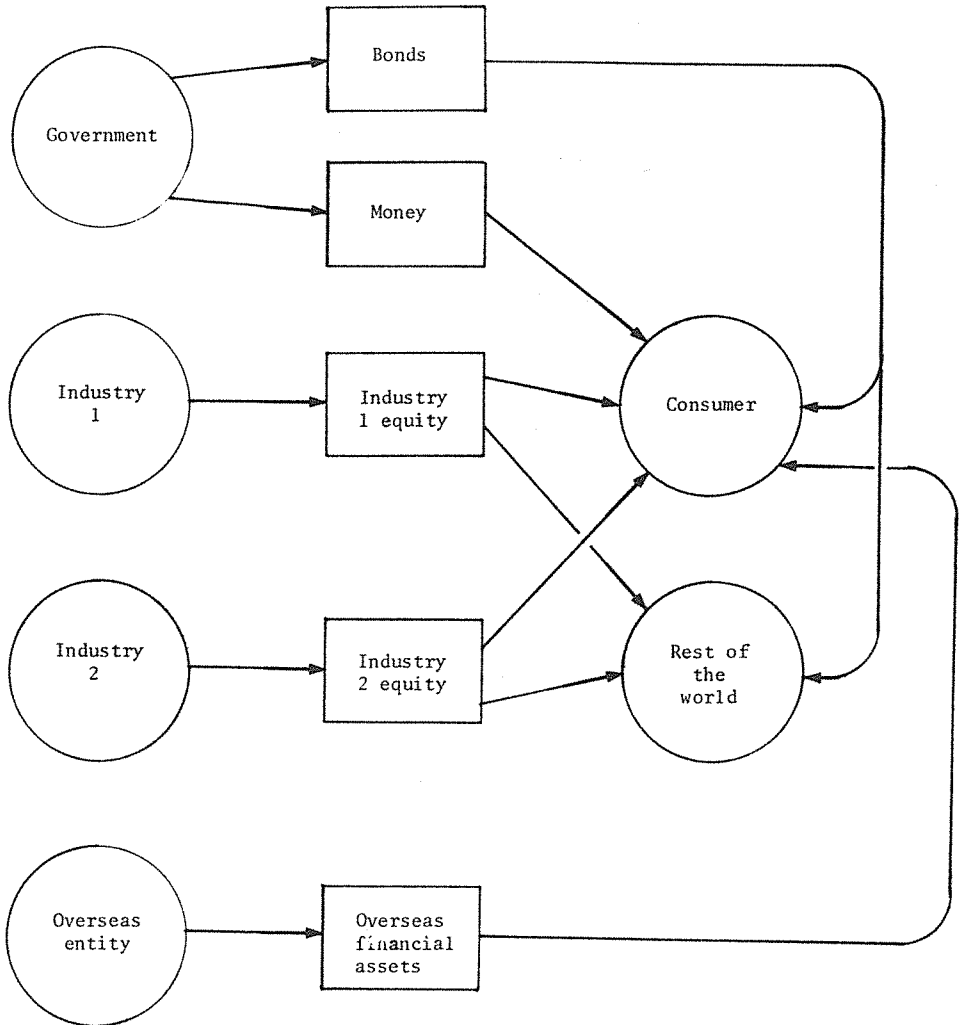 Bonds
Government
Money
Industry
1
Industry
1 equity
Consumer
Industry
2
Industry
2 equity
Rest of
the
world
Overseas
entity
Overseas
financial
assets